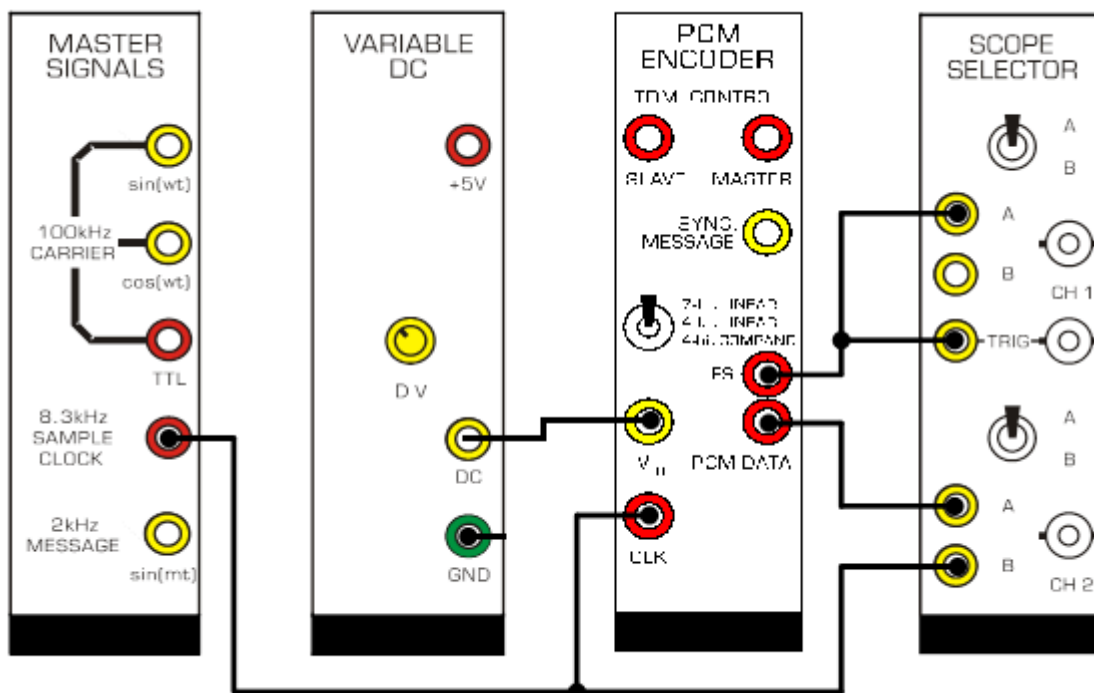 MASTER
SIGNALS
sin(wt)
100kHz
CARRIER
cos(wt)
TTL
8.3kHz
SAMPLE
CLOCK
2kHz
MESSAGE
sin(mt)
VARIABLE
DC
+5V
D V
DC
GND
PCM
ENCODER
MASTER
SYNC.
MESSAGE
FS
PCM DATA
CLK
SCOPE
SELECTOR
A
B
A
B
CH 1
TRIG
A
B
A
B
CH 2